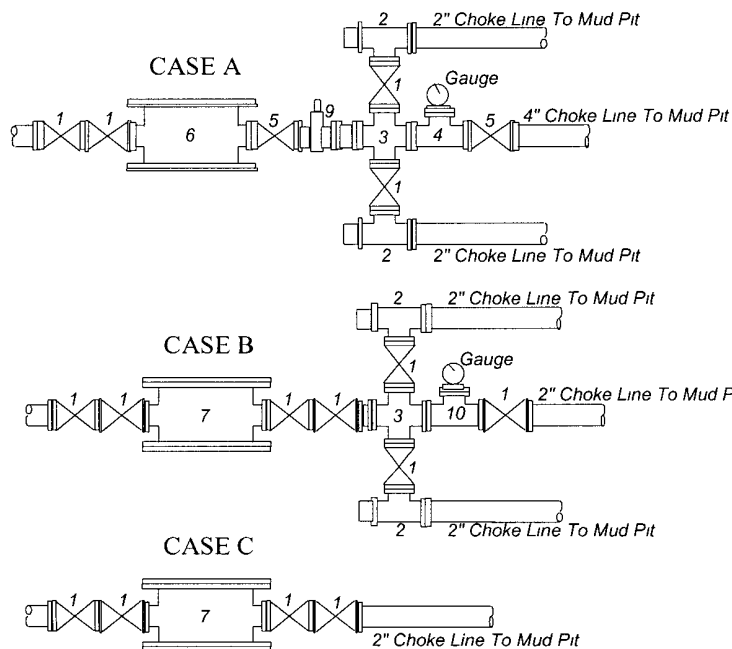 2
2" Choke Line To Mud Pit
CASE A
Gauge
1
9
1
1
6
5
3
4
5
4" Choke Line To Mud Pit
1
2
2" Choke Line To Mud Pit
2
2" Choke Line To Mud Pit
CASE B
Gauge
1
1
1
7
1
1
3
10
1
2" Choke Line To Mud P
1
2
2" Choke Line To Mud Pit
CASE C
1
1
7
1
1
2" Choke Line To Mud Pit